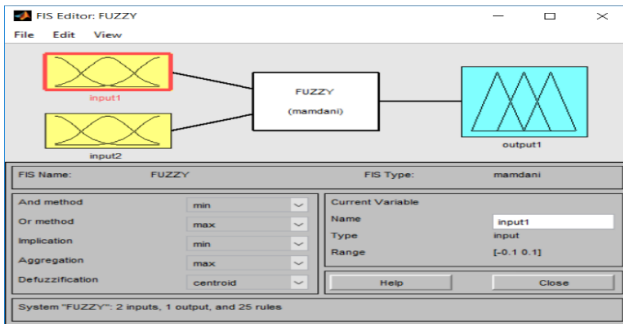 FIS Editor: FUZZY
File Edit View
input1
FUZZY
(mamdani)
input2
output1
FIS Name: FUZZY FIS Type: mamdani
And method min
Or method max
Implication min
Aggregation max
Defuzzification centroid
Current Variable
Name input1
Type input
Range [-0.1 0.1]
Help Close
System "FUZZY": 2 inputs, 1 output, and 25 rules